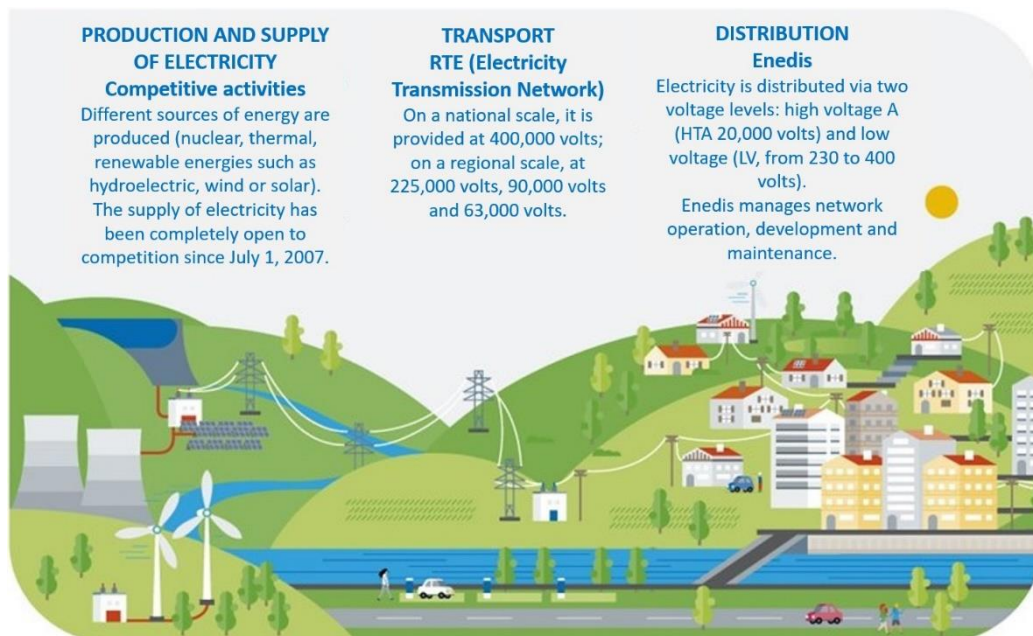 PRODUCTION AND SUPPLY
OF ELECTRICITY
Competitive activities
Different sources of energy are
produced (nuclear, thermal,
renewable energies such as
hydroelectric, wind or solar).
The supply of electricity has
been completely open to
competition since July 1, 2007.
TRANSPORT
RTE (Electricity
Transmission Network)
On a national scale, it is
provided at 400,000 volts;
on a regional scale, at
225,000 volts, 90,000 volts
and 63,000 volts.
DISTRIBUTION
Enedis
Electricity is distributed via two
voltage levels: high voltage A
(HTA 20,000 volts) and low
voltage (LV, from 230 to 400
volts).
Enedis manages network
operation, development and
maintenance.